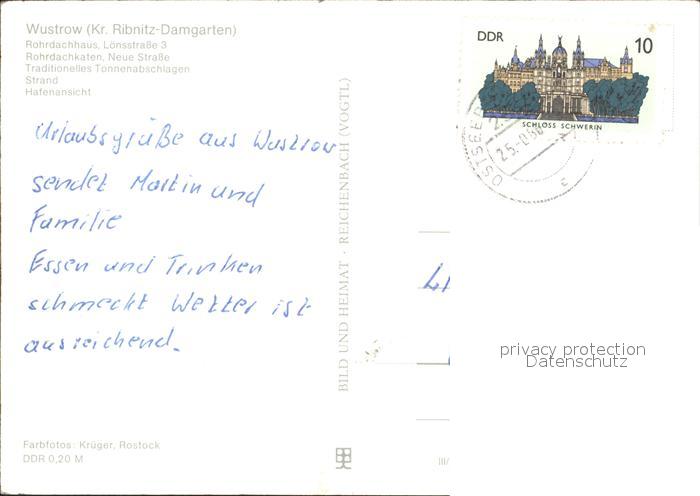 Wustrow (Kr. Ribnitz-Damgarten)
Rohrdachhaus, Lönsstraße 3
Rohrdachkaten, Neue Straße
Traditionelles Tonnenabschlagen
Strand
Hafenansicht
Urlaubsgrüße aus Wustrow
sendet Martin und
Familie
Essen und Trinken
schmeckt Wetter ist
ausreichend.
Farbfotos: Krüger, Rostock
DDR 0,20 M
BILD UND HEIMAT · REICHENBACH (VOGTL)
III/
DDR
10
SCHLOSS SCHWERIN
privacy protection
Datenschutz